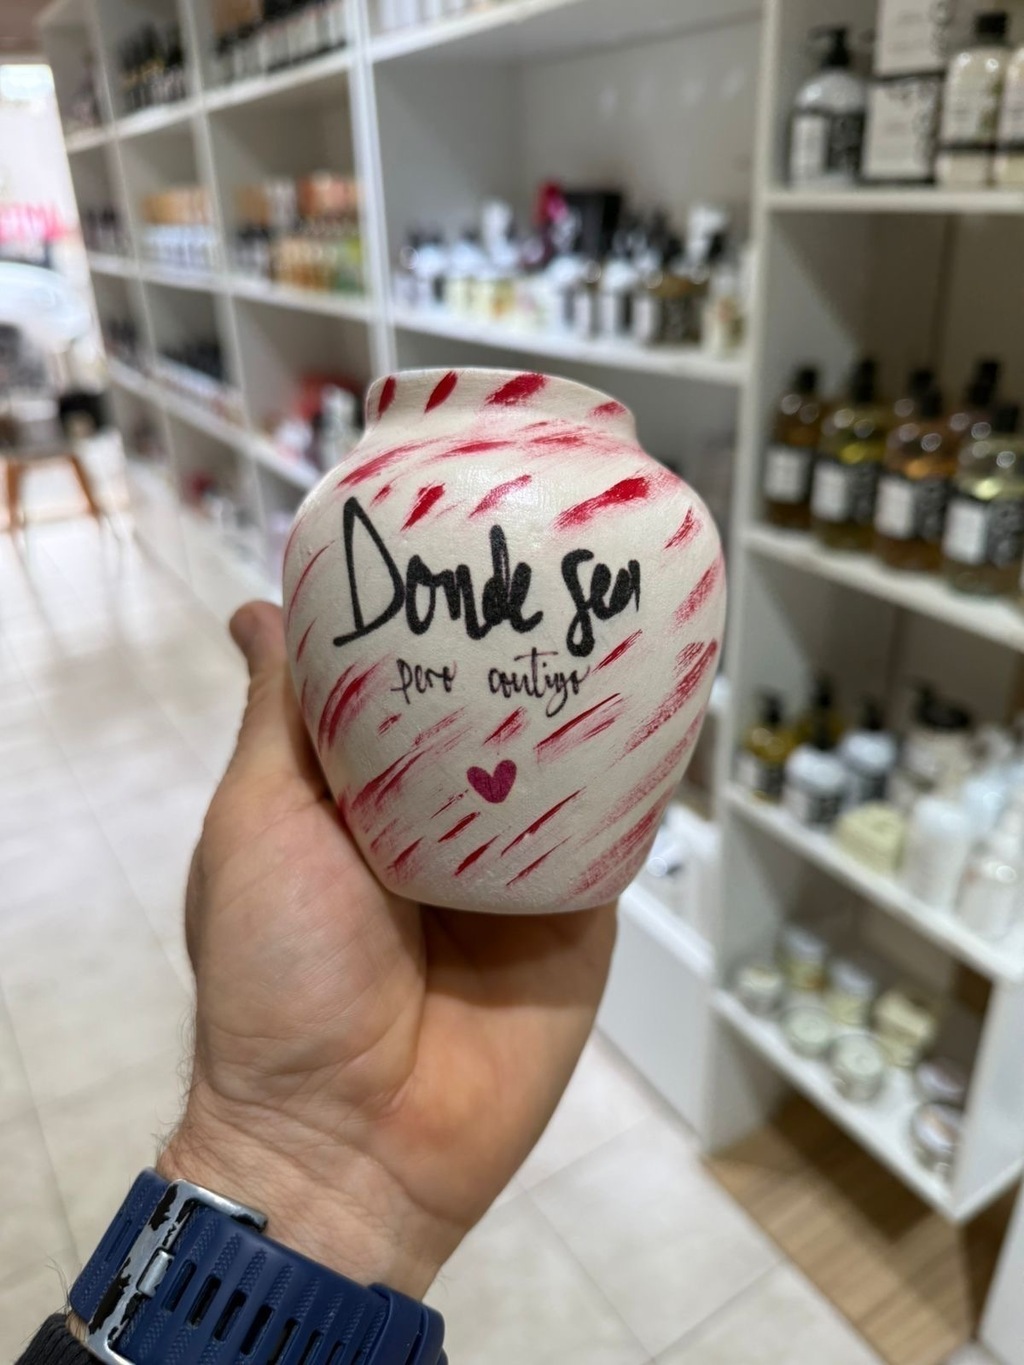 Donde sea
pero contigo